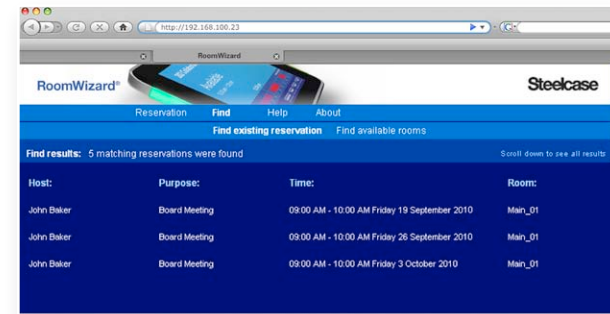 http://192.168.100.23
RoomWizard
RoomWizard®
Steelcase
Reservation Find Help About
Find existing reservation Find available rooms
Find results: 5 matching reservations were found Scroll down to see all results
Host: Purpose: Time: Room:
John Baker Board Meeting 09:00 AM - 10:00 AM Friday 19 September 2010 Main_01
John Baker Board Meeting 09:00 AM - 10:00 AM Friday 26 September 2010 Main_01
John Baker Board Meeting 09:00 AM - 10:00 AM Friday 3 October 2010 Main_01